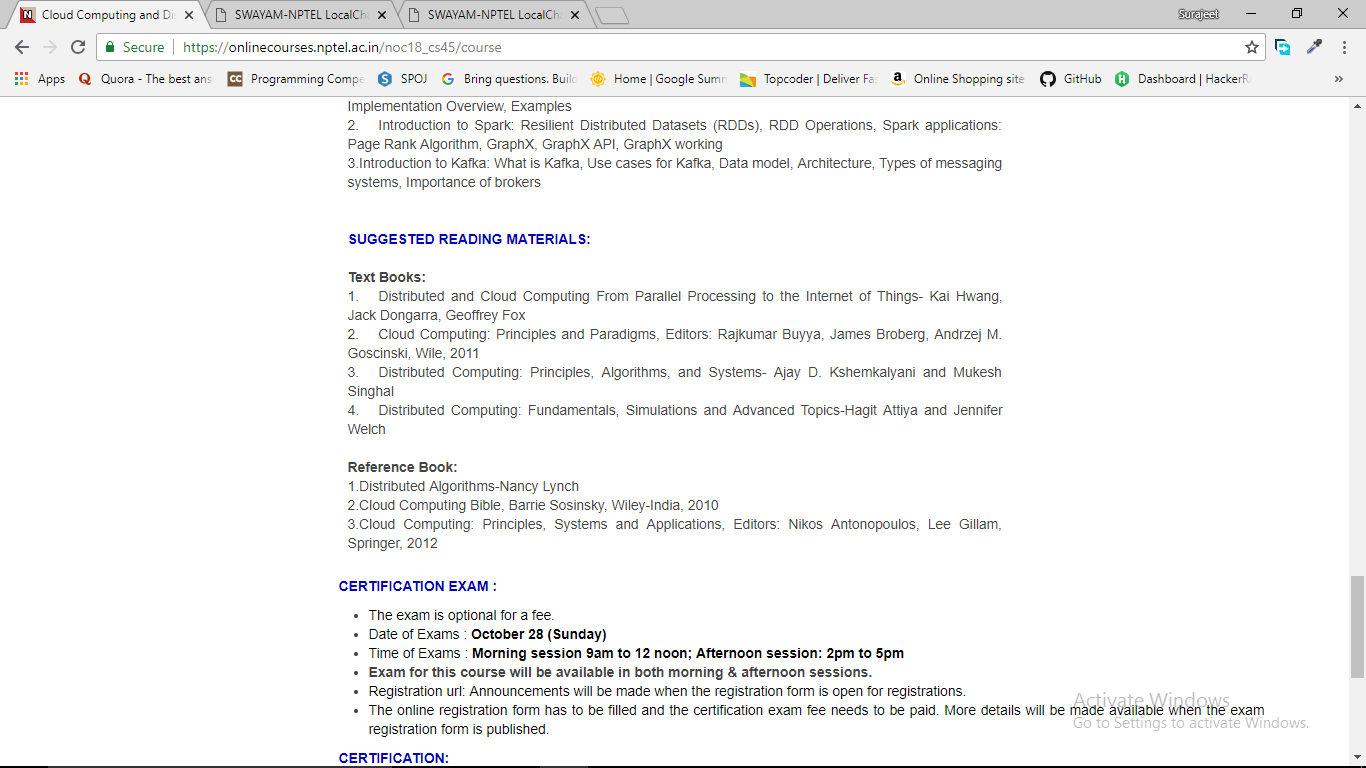 Cloud Computing and Di
SWAYAM-NPTEL LocalCh
SWAYAM-NPTEL LocalCh
Surajeet
Secure
https://onlinecourses.nptel.ac.in/noc18_cs45/course
Apps
Quora - The best ans
CC
Programming Compe
SPOJ
Bring questions. Buil
Home | Google Sum
Topcoder | Deliver Fa
Online Shopping site
GitHub
Dashboard | HackerR
Implementation Overview, Examples
2. Introduction to Spark: Resilient Distributed Datasets (RDDs), RDD Operations, Spark applications:
Page Rank Algorithm, GraphX, GraphX API, GraphX working
3.Introduction to Kafka: What is Kafka, Use cases for Kafka, Data model, Architecture, Types of messaging
systems, Importance of brokers
SUGGESTED READING MATERIALS:
Text Books:
1. Distributed and Cloud Computing From Parallel Processing to the Internet of Things- Kai Hwang,
Jack Dongarra, Geoffrey Fox
2. Cloud Computing: Principles and Paradigms, Editors: Rajkumar Buyya, James Broberg, Andrzej M.
Goscinski, Wile, 2011
3. Distributed Computing: Principles, Algorithms, and Systems- Ajay D. Kshemkalyani and Mukesh
Singhal
4. Distributed Computing: Fundamentals, Simulations and Advanced Topics-Hagit Attiya and Jennifer
Welch
Reference Book:
1.Distributed Algorithms-Nancy Lynch
2.Cloud Computing Bible, Barrie Sosinsky, Wiley-India, 2010
3.Cloud Computing: Principles, Systems and Applications, Editors: Nikos Antonopoulos, Lee Gillam,
Springer, 2012
CERTIFICATION EXAM :
• The exam is optional for a fee.
• Date of Exams : October 28 (Sunday)
• Time of Exams : Morning session 9am to 12 noon; Afternoon session: 2pm to 5pm
• Exam for this course will be available in both morning & afternoon sessions.
• Registration url: Announcements will be made when the registration form is open for registrations.
• The online registration form has to be filled and the certification exam fee needs to be paid. More details will be made available when the exam
registration form is published.
Activate Windows
Go to Settings to activate Windows.
CERTIFICATION: